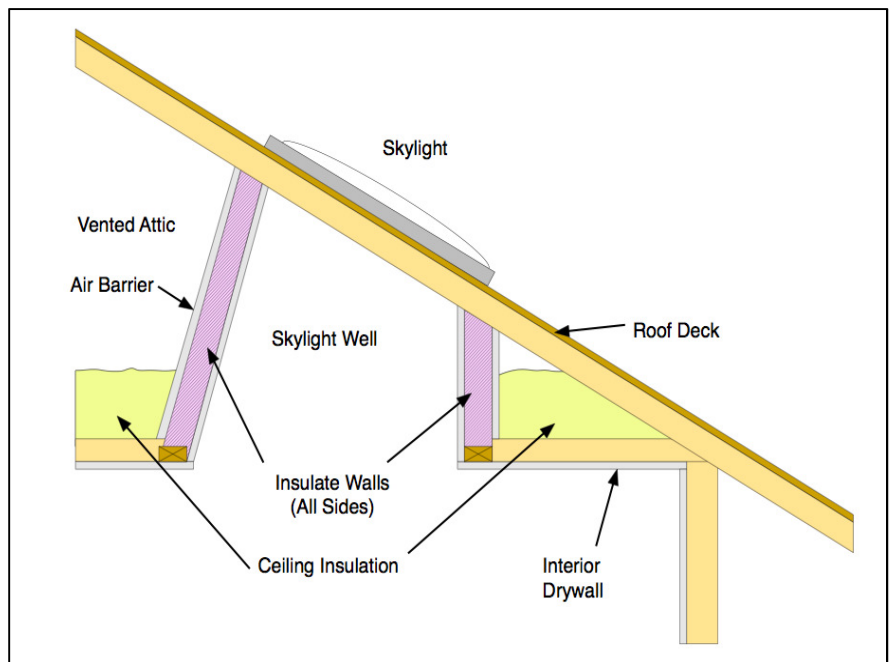 Skylight
Vented Attic
Air Barrier
Skylight Well
Roof Deck
Insulate Walls
(All Sides)
Ceiling Insulation
Interior
Drywall